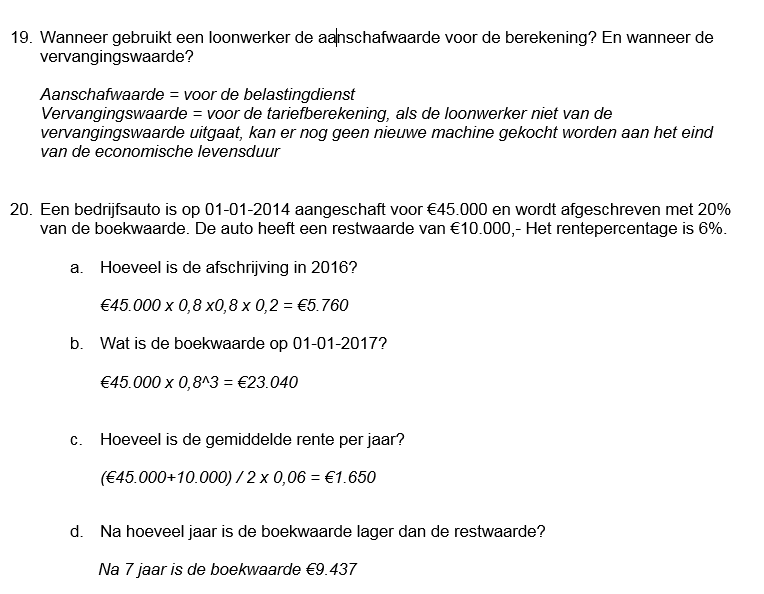 19. Wanneer gebruikt een loonwerker de aanschafwaarde voor de berekening? En wanneer de
vervangingswaarde?
Aanschafwaarde = voor de belastingdienst
Vervangingswaarde = voor de tariefberekening, als de loonwerker niet van de
vervangingswaarde uitgaat, kan er nog geen nieuwe machine gekocht worden aan het eind
van de economische levensduur
20. Een bedrijfsauto is op 01-01-2014 aangeschaft voor €45.000 en wordt afgeschreven met 20%
van de boekwaarde. De auto heeft een restwaarde van €10.000,- Het rentepercentage is 6%.
a. Hoeveel is de afschrijving in 2016?
€45.000 x 0,8 x0,8 x 0,2 = €5.760
b. Wat is de boekwaarde op 01-01-2017?
€45.000 x 0,8^3 = €23.040
c. Hoeveel is de gemiddelde rente per jaar?
(€45.000+10.000) / 2 x 0,06 = €1.650
d. Na hoeveel jaar is de boekwaarde lager dan de restwaarde?
Na 7 jaar is de boekwaarde €9.437